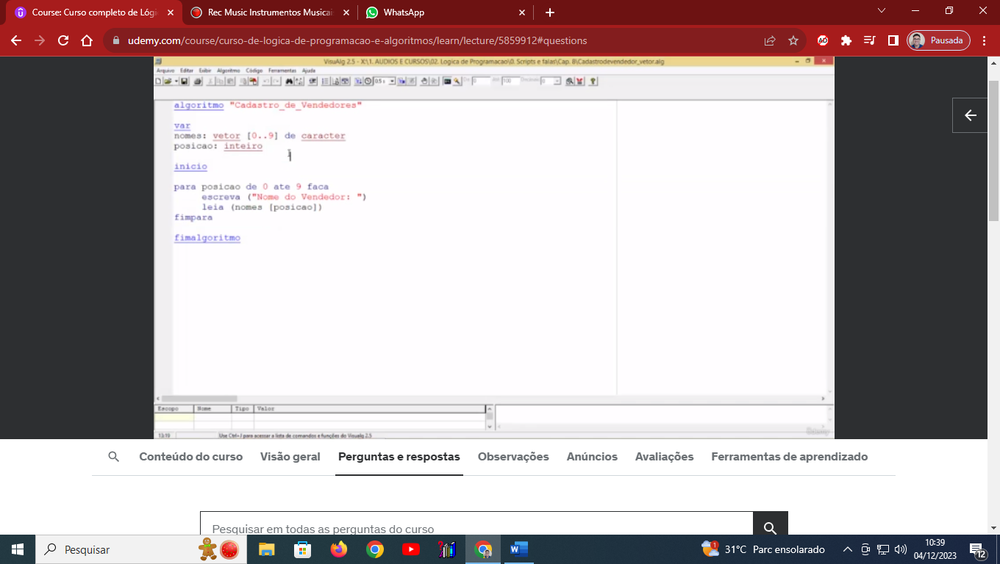 Course: Curso completo de Lógi
Rec Music Instrumentos Musicais
WhatsApp
udemy.com/course/curso-de-logica-de-programacao-e-algoritmos/learn/lecture/5859912#questions
Pausada
VisuAlg 2.5 - X:\1. AUDIOS E CURSOS\02. Logica de Programacao\0. Scripts e falas\Cap. 8\Cadastrodevendedor_vetor.alg
Arquivo Editar Exibir Algoritmo Código Ferramentas Ajuda
0.5 s 0 100 6
algoritmo "Cadastro_de_Vendedores"
var
nomes: vetor [0..9] de caracter
posicao: inteiro
inicio
para posicao de 0 ate 9 faca
escreva ("Nome do Vendedor: ")
leia (nomes [posicao])
fimpara
fimalgoritmo
Escopo Nome Tipo Valor
Use Ctrl+J para acessar a lista de comandos e funções do Visualg 2.5
Udemy
Conteúdo do curso Visão geral Perguntas e respostas Observações Anúncios Avaliações Ferramentas de aprendizado
Pesquisar em todas as perguntas do curso
Pesquisar
31°C Parc ensolarado
10:39
04/12/2023
12